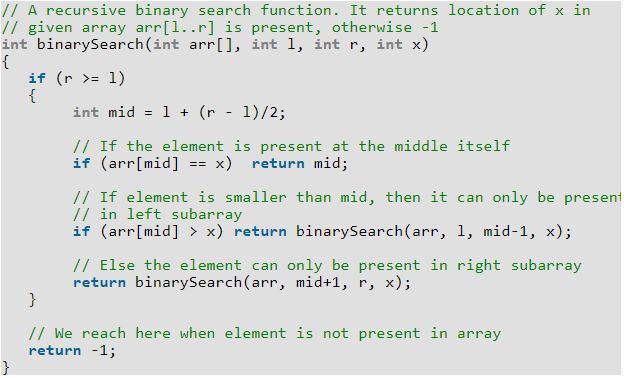 // A recursive binary search function. It returns location of x in
// given array arr[l..r] is present, otherwise -1
int binarySearch(int arr[], int l, int r, int x)
{
   if (r >= l)
   {
        int mid = l + (r - l)/2;

        // If the element is present at the middle itself
        if (arr[mid] == x)  return mid;

        // If element is smaller than mid, then it can only be present
        // in left subarray
        if (arr[mid] > x) return binarySearch(arr, l, mid-1, x);

        // Else the element can only be present in right subarray
        return binarySearch(arr, mid+1, r, x);
   }

   // We reach here when element is not present in array
   return -1;
}